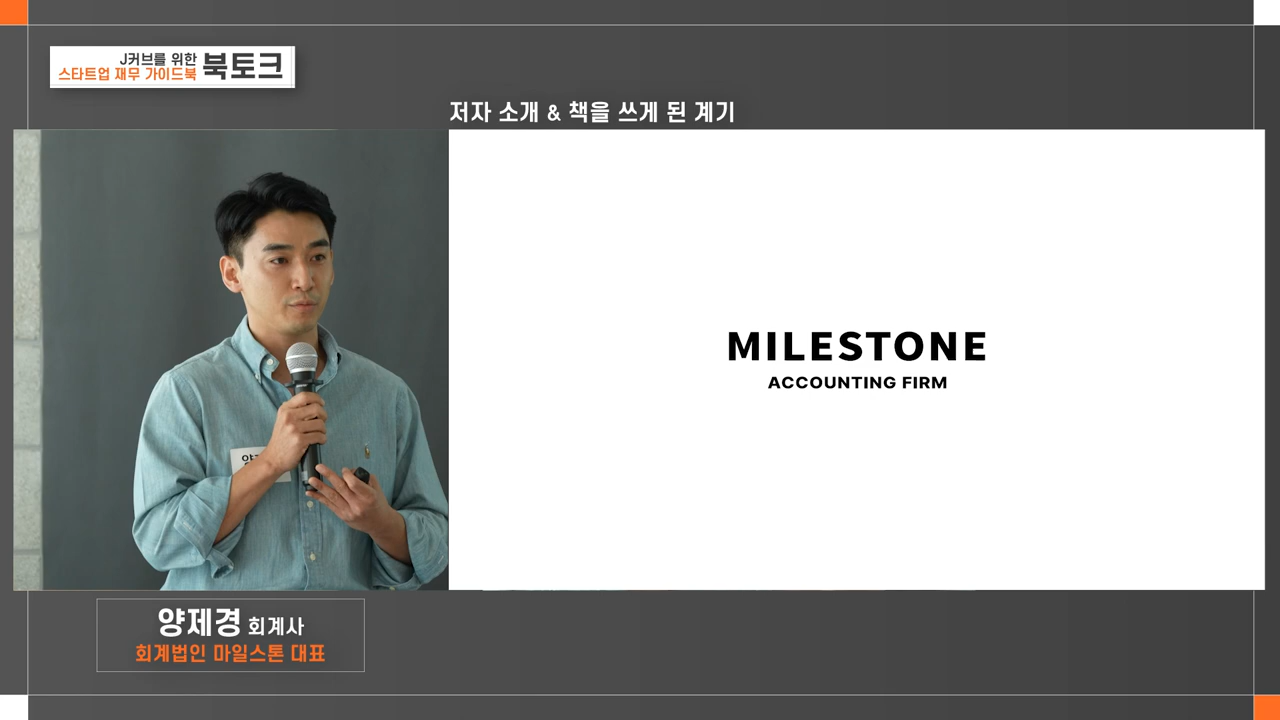 J커브를 위한
스타트업 재무 가이드북
북토크
저자 소개 & 책을 쓰게 된 계기
MILESTONE
ACCOUNTING FIRM
양제경 회계사
회계법인 마일스톤 대표